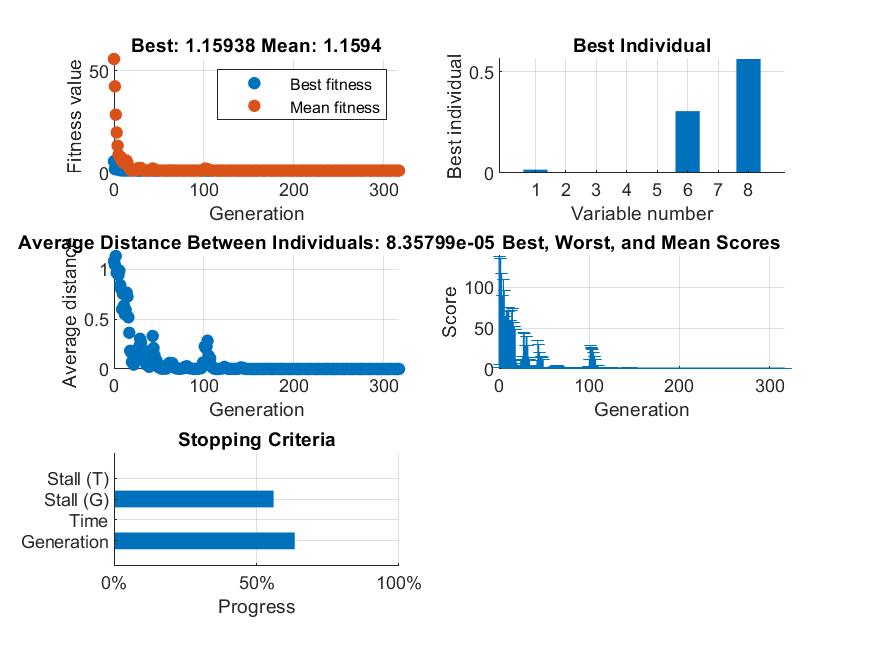 Best: 1.15938 Mean: 1.1594
Fitness value
50
0
Best fitness
Mean fitness
0 100 200 300
Generation
Best Individual
Best individual
0.5
0
1 2 3 4 5 6 7 8
Variable number
Average Distance Between Individuals: 8.35799e-05
Average distance
1
0.5
0
0 100 200 300
Generation
Best, Worst, and Mean Scores
Score
100
50
0
0 100 200 300
Generation
Stopping Criteria
Stall (T)
Stall (G)
Time
Generation
0% 50% 100%
Progress